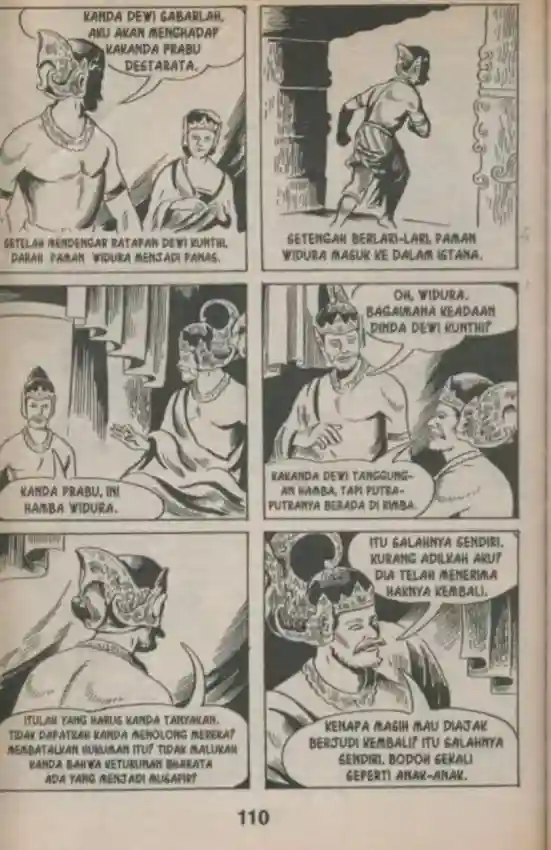 KANDA DEWI SABARLAH,
AKU AKAN MENGHADAP
KAKANDA PRABU
DESTARATA.
SETELAH MENDENGAR RATAPAN DEWI KUNTHI,
DARAH PAMAN WIDURA MENJADI PANAS.
SETENGAH BERLARI-LARI, PAMAN
WIDURA MASUK KE DALAM ISTANA.
KANDA PRABU, INI
HAMBA WIDURA.
OH, WIDURA.
BAGAIMANA KEADAAN
DINDA DEWI KUNTHI?
KAKANDA DEWI TANGGUNG-
AN HAMBA, TAPI PUTRA-
PUTRANYA BERADA DI RIMBA.
ITULAH YANG HARUS KANDA TANYAKAN.
TIDAK DAPATKAH KANDA MENOLONG MEREKA?
MEMBATALKAN HUKUMAN ITU? TIDAK MALUKAH
KANDA BAHWA KETURUNAN BHARATA
ADA YANG MENJADI MUSAFIR?
ITU SALAHNYA SENDIRI.
KURANG ADILKAH AKU?
DIA TELAH MENERIMA
HAKNYA KEMBALI.
KENAPA MASIH MAU DIAJAK
BERJUDI KEMBALI? ITU SALAHNYA
SENDIRI. BODOH SEKALI
SEPERTI ANAK-ANAK.
110